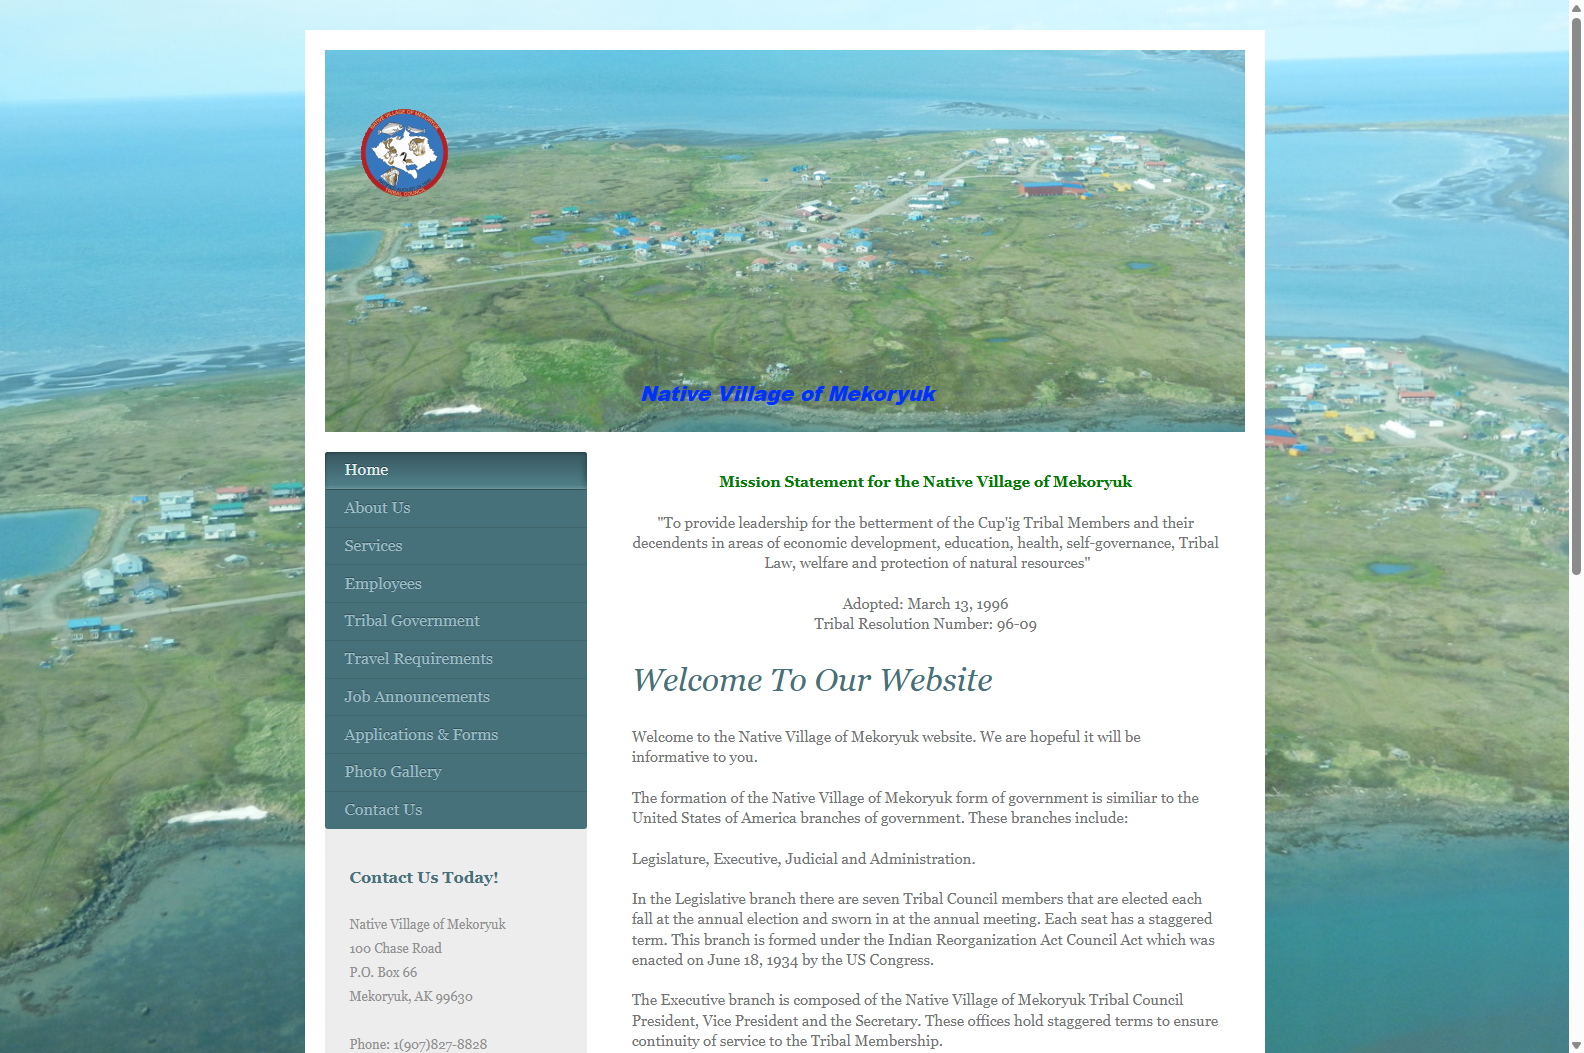 NATIVE VILLAGE OF MEKORYUK
TRIBAL COUNCIL
Native Village of Mekoryuk
Home
About Us
Services
Employees
Tribal Government
Travel Requirements
Job Announcements
Applications & Forms
Photo Gallery
Contact Us
Contact Us Today!
Native Village of Mekoryuk
100 Chase Road
P.O. Box 66
Mekoryuk, AK 99630
Phone: 1(907)827-8828
Mission Statement for the Native Village of Mekoryuk
"To provide leadership for the betterment of the Cup'ig Tribal Members and their
decendents in areas of economic development, education, health, self-governance, Tribal
Law, welfare and protection of natural resources"
Adopted: March 13, 1996
Tribal Resolution Number: 96-09
Welcome To Our Website
Welcome to the Native Village of Mekoryuk website. We are hopeful it will be
informative to you.
The formation of the Native Village of Mekoryuk form of government is similiar to the
United States of America branches of government. These branches include:
Legislature, Executive, Judicial and Administration.
In the Legislative branch there are seven Tribal Council members that are elected each
fall at the annual election and sworn in at the annual meeting. Each seat has a staggered
term. This branch is formed under the Indian Reorganization Act Council Act which was
enacted on June 18, 1934 by the US Congress.
The Executive branch is composed of the Native Village of Mekoryuk Tribal Council
President, Vice President and the Secretary. These offices hold staggered terms to ensure
continuity of service to the Tribal Membership.